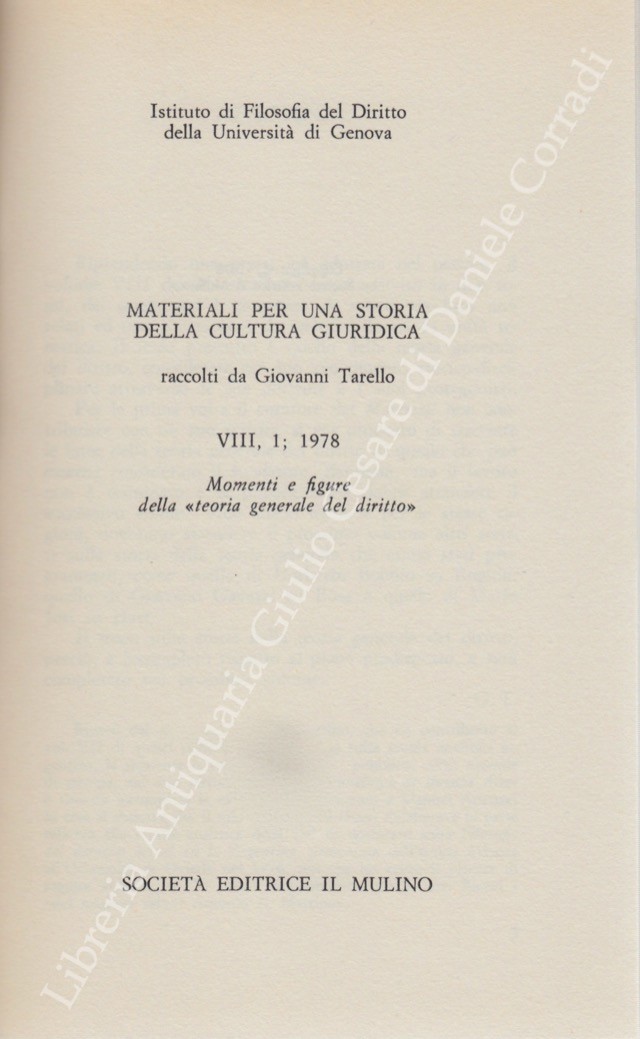 Istituto di Filosofia del Diritto
della Università di Genova
MATERIALI PER UNA STORIA
DELLA CULTURA GIURIDICA
raccolti da Giovanni Tarello
VIII, 1; 1978
Momenti e figure
della «teoria generale del diritto»
SOCIETÀ EDITRICE IL MULINO
Libreria Antiquaria Giulio Cesare di Daniele Corradi